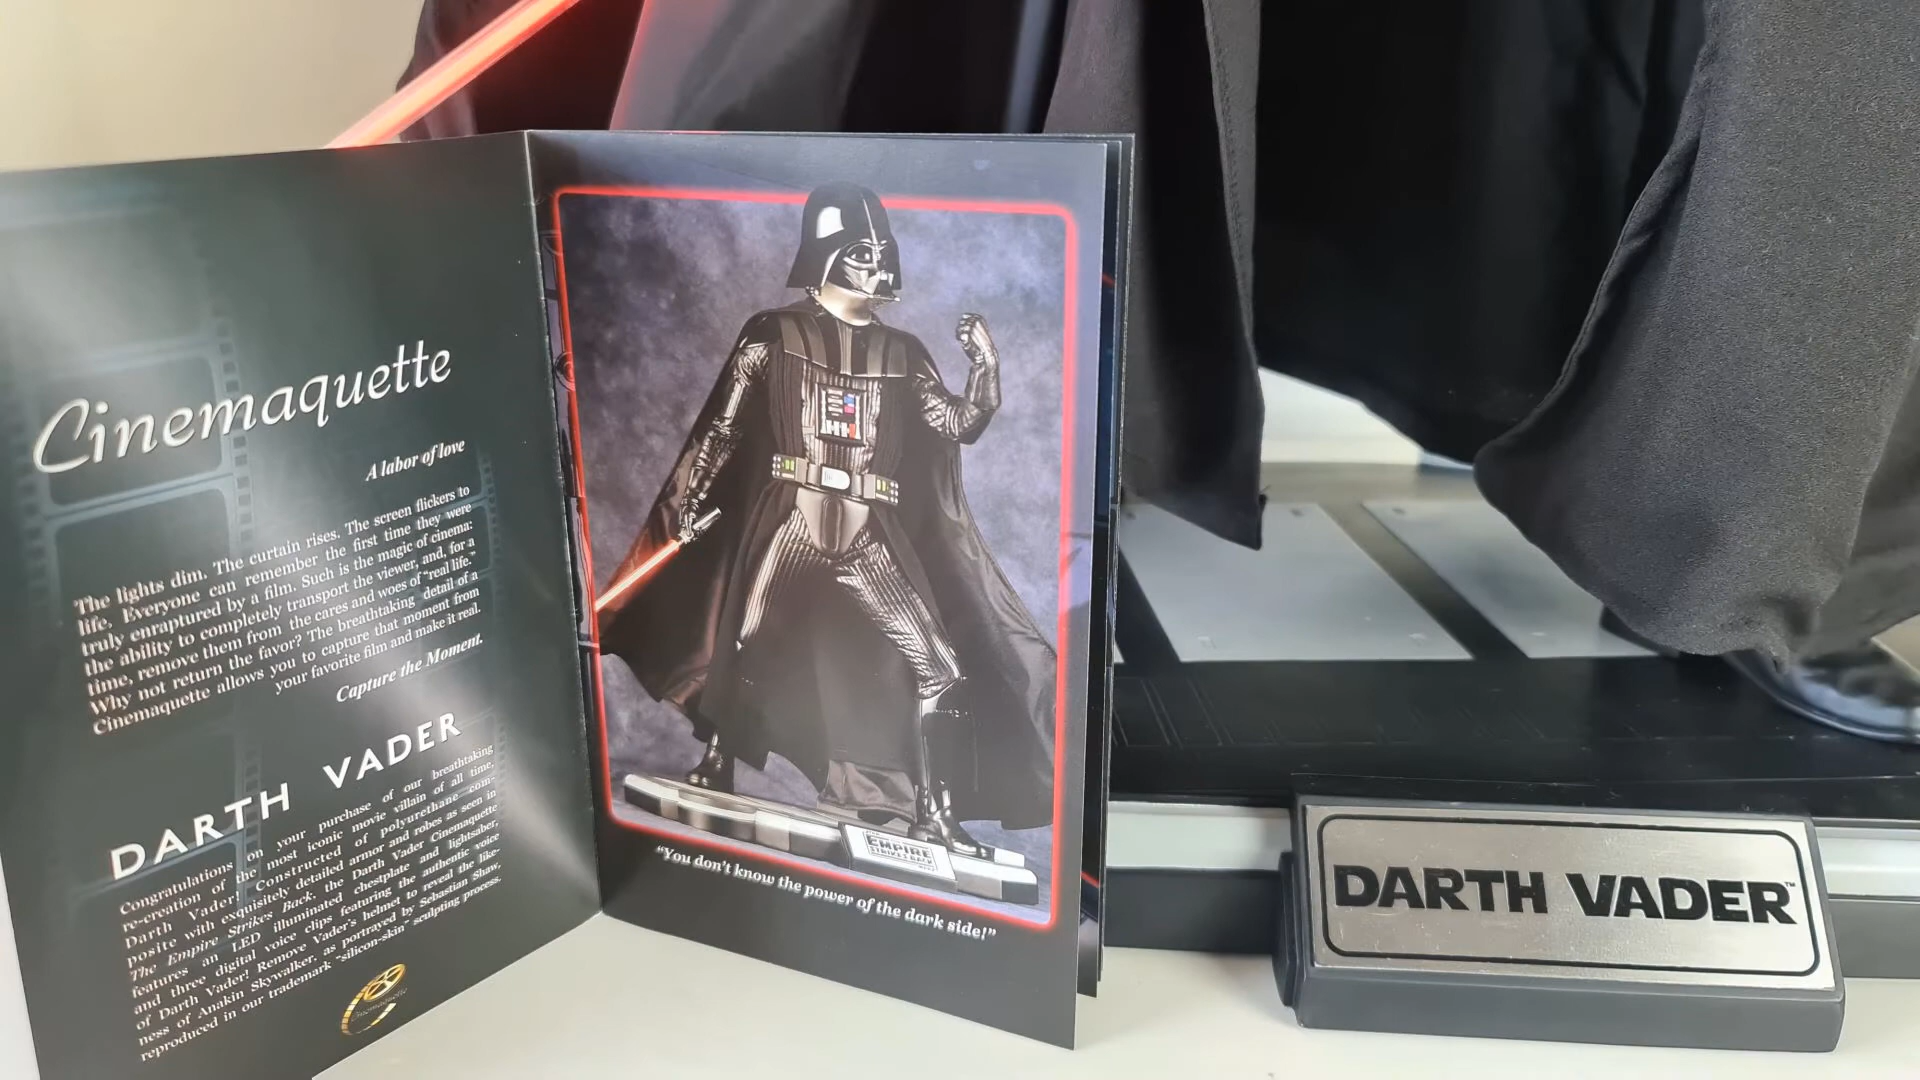 Cinemaquette
A labor of love
The lights dim. The curtain rises. The screen flickers to
life. Everyone can remember the first time they were
truly enraptured by a film. Such is the magic of cinema:
the ability to completely transport the viewer, and, for a
time, remove them from the cares and woes of "real life."
Why not return the favor? The breathtaking detail of a
Cinemaquette allows you to capture that moment from
your favorite film and make it real.
Capture the Moment.
DARTH VADER
Congratulations on your purchase of our breathtaking
re-creation of the most iconic movie villain of all time,
Darth Vader! Constructed of polyurethane com-
posite with exquisitely detailed armor and robes as seen in
The Empire Strikes Back, the Darth Vader Cinemaquette
features an LED illuminated chestplate and lightsaber,
and three digital voice clips featuring the authentic voice
of Darth Vader! Remove Vader's helmet to reveal the like-
ness of Anakin Skywalker, as portrayed by Sebastian Shaw,
reproduced in our trademark "silicon-skin" sculpting process.
Cinemaquette
EMPIRE
STRIKES BACK
"You don't know the power of the dark side!"
DARTH VADER™